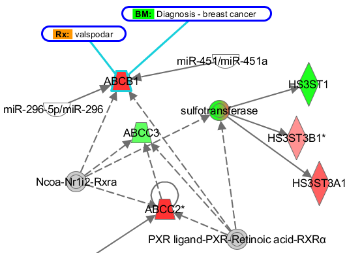 BM: Diagnosis - breast cancer
Rx: valspodar
miR-451/miR-451a
ABCB1
HS3ST1
miR-296-5p/miR-296
sulfotransferase
ABCC3
HS3ST3B1*
Ncoa-Nr1i2-Rxra
HS3ST3A1
ABCC2*
PXR ligand-PXR-Retinoic acid-RXRα